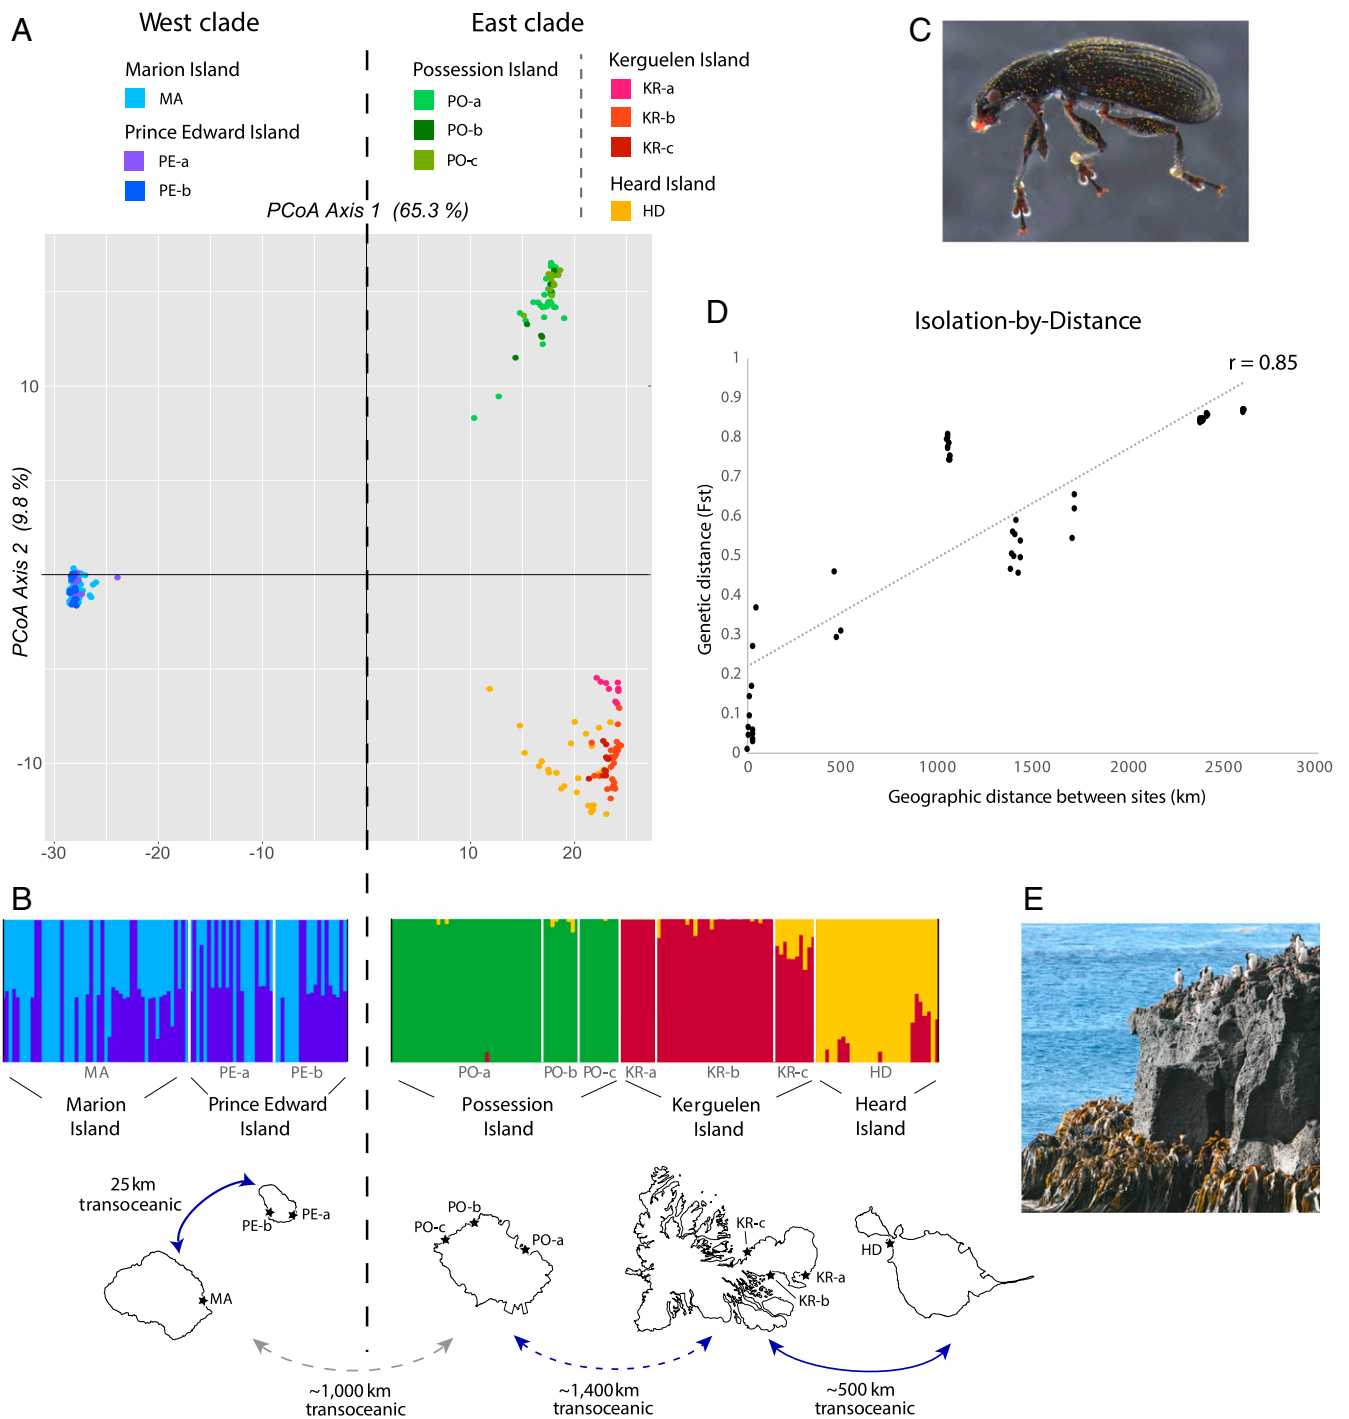 A
West clade
East clade
Marion Island
MA
Prince Edward Island
PE-a
PE-b
Possession Island
PO-a
PO-b
PO-c
Kerguelen Island
KR-a
KR-b
KR-c
Heard Island
HD
PCoA Axis 1 (65.3 %)
PCoA Axis 2 (9.8 %)
10
-10
-30
-20
-10
10
20
C
D
Isolation-by-Distance
r = 0.85
Genetic distance (Fst)
1
0.9
0.8
0.7
0.6
0.5
0.4
0.3
0.2
0.1
0
0
500
1000
1500
2000
2500
3000
Geographic distance between sites (km)
B
MA
PE-a
PE-b
PO-a
PO-b
PO-c
KR-a
KR-b
KR-c
HD
Marion
Island
Prince Edward
Island
Possession
Island
Kerguelen
Island
Heard
Island
25 km
transoceanic
PE-b
PE-a
MA
PO-b
PO-c
PO-a
KR-c
KR-a
KR-b
HD
~1,000 km
transoceanic
~1,400 km
transoceanic
~500 km
transoceanic
E